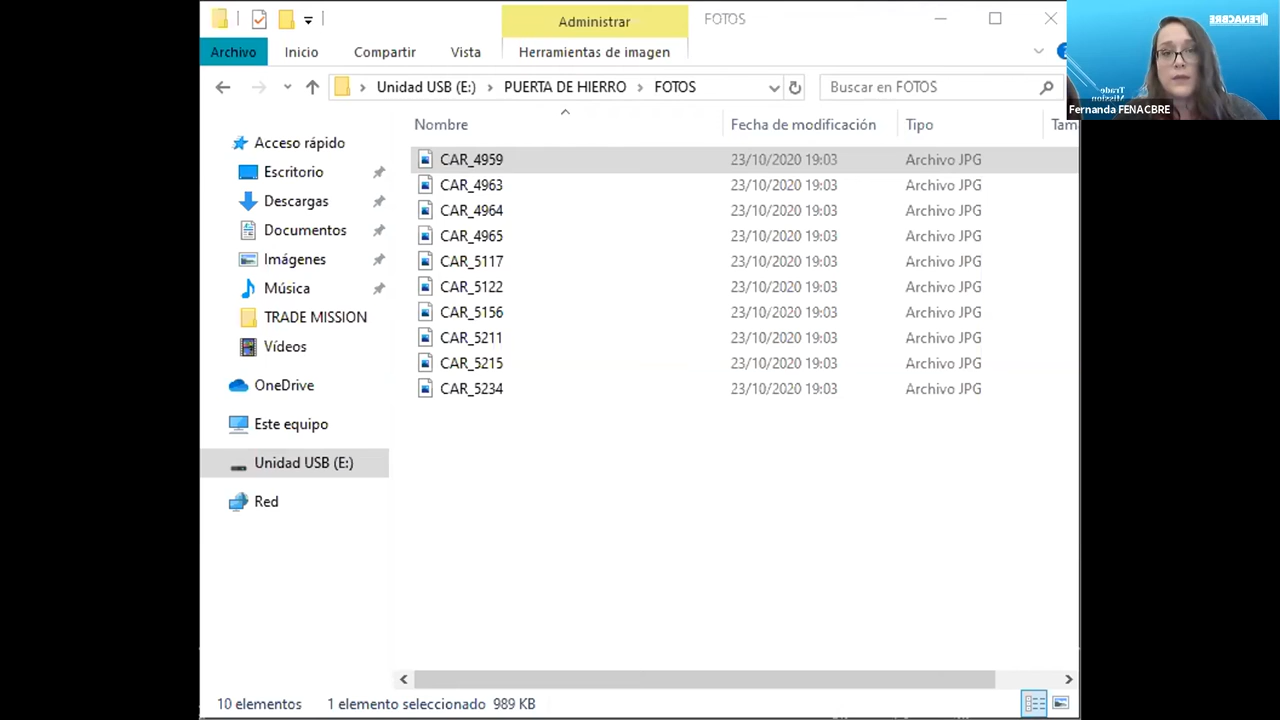 Administrar
FOTOS
Archivo
Inicio
Compartir
Vista
Herramientas de imagen
Unidad USB (E:)
PUERTA DE HIERRO
FOTOS
Buscar en FOTOS
FENACBRE
Trade
Mission
Fernanda FENACBRE
Nombre
Fecha de modificación
Tipo
Tam
Acceso rápido
Escritorio
Descargas
Documentos
Imágenes
Música
TRADE MISSION
Vídeos
OneDrive
Este equipo
Unidad USB (E:)
Red
CAR_4959 23/10/2020 19:03 Archivo JPG
CAR_4963 23/10/2020 19:03 Archivo JPG
CAR_4964 23/10/2020 19:03 Archivo JPG
CAR_4965 23/10/2020 19:03 Archivo JPG
CAR_5117 23/10/2020 19:03 Archivo JPG
CAR_5122 23/10/2020 19:03 Archivo JPG
CAR_5156 23/10/2020 19:03 Archivo JPG
CAR_5211 23/10/2020 19:03 Archivo JPG
CAR_5215 23/10/2020 19:03 Archivo JPG
CAR_5234 23/10/2020 19:03 Archivo JPG
10 elementos
1 elemento seleccionado 989 KB